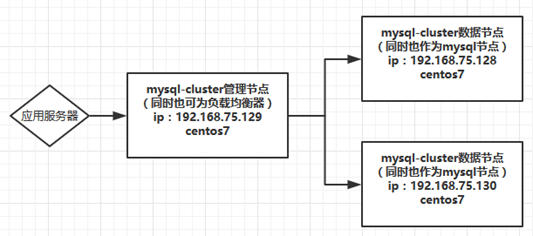 应用服务器
mysql-cluster管理节点
（同时也可为负载均衡器）
ip：192.168.75.129
centos7
mysql-cluster数据节点
（同时也作为mysql节点）
ip：192.168.75.128
centos7
mysql-cluster数据节点
（同时也作为mysql节点）
ip：192.168.75.130
centos7